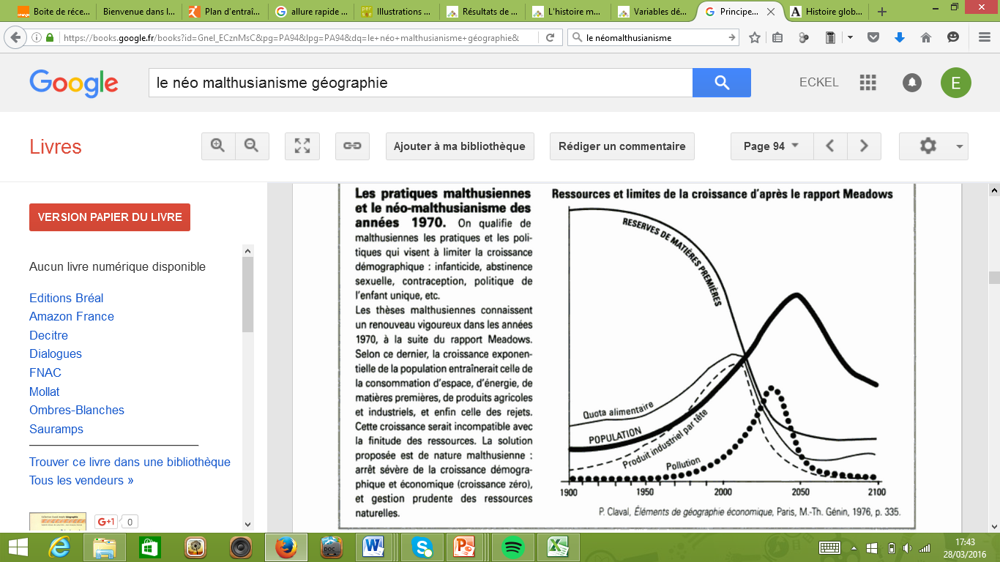 Boite de réce...
Bienvenue dans l...
Plan d'entraî...
allure rapide ...
Illustrations ...
Résultats de ...
L'histoire m...
Variables dé...
Principe...
Histoire glob...
https://books.google.fr/books?id=Gnel_ECznMsC&pg=PA94&lpg=PA94&dq=le+néo+malthusianisme+géographie&
le néomalthusianisme
Google
le néo malthusianisme géographie
ECKEL
E
Livres
Ajouter à ma bibliothèque
Rédiger un commentaire
Page 94
VERSION PAPIER DU LIVRE
Aucun livre numérique disponible
Editions Bréal
Amazon France
Decitre
Dialogues
FNAC
Mollat
Ombres-Blanches
Sauramps
Trouver ce livre dans une bibliothèque
Tous les vendeurs »
G+1
0
Les pratiques malthusiennes
et le néo-malthusianisme des
années 1970. On qualifie de
malthusiennes les pratiques et les poli-
tiques qui visent à limiter la croissance
démographique : infanticide, abstinence
sexuelle, contraception, politique de
l'enfant unique, etc.
Les thèses malthusiennes connaissent
un renouveau vigoureux dans les années
1970, à la suite du rapport Meadows.
Selon ce dernier, la croissance exponen-
tielle de la population entraînerait celle de
la consommation d'espace, d'énergie, de
matières premières, de produits agricoles
et industriels, et enfin celle des rejets.
Cette croissance serait incompatible avec
la finitude des ressources. La solution
proposée est de nature malthusienne :
arrêt sévère de la croissance démogra-
phique et économique (croissance zéro),
et gestion prudente des ressources
naturelles.
Ressources et limites de la croissance d'après le rapport Meadows
RESERVES DE MATIÈRES PREMIÈRES
Quota alimentaire
POPULATION
Produit industriel par tête
Pollution
1900
1950
2000
2050
2100
P. Claval, Éléments de géographie économique, Paris, M.-Th. Génin, 1976, p. 335.
17:43
28/03/2016